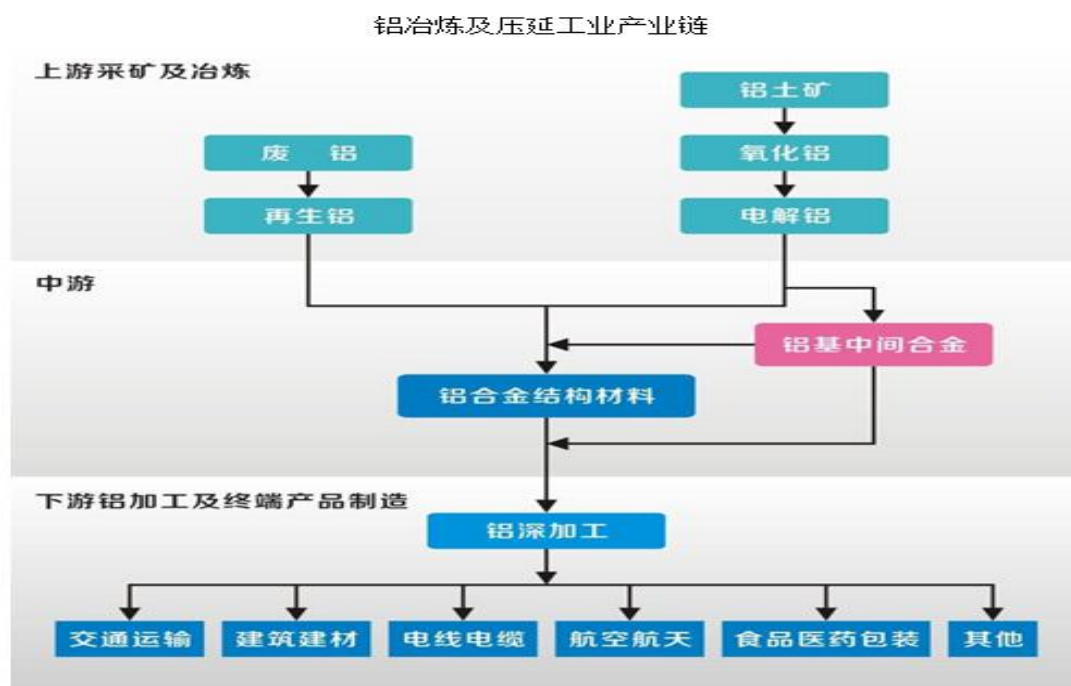 铝冶炼及压延工业产业链
上游采矿及冶炼
铝土矿
废 铝
氧化铝
再生铝
电解铝
中游
铝基中间合金
铝合金结构材料
下游铝加工及终端产品制造
铝深加工
交通运输
建筑建材
电线电缆
航空航天
食品医药包装
其他